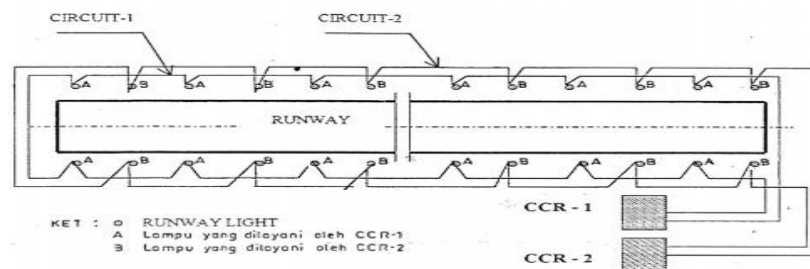 CIRCUIT-1
CIRCUIT-2
A B A B A B A B A B A B
RUNWAY
A B A B A B A B A B A B
CCR - 1
CCR - 2
KET : o RUNWAY LIGHT
A Lampu yang dilayani oleh CCR-1
B Lampu yang dilayani oleh CCR-2